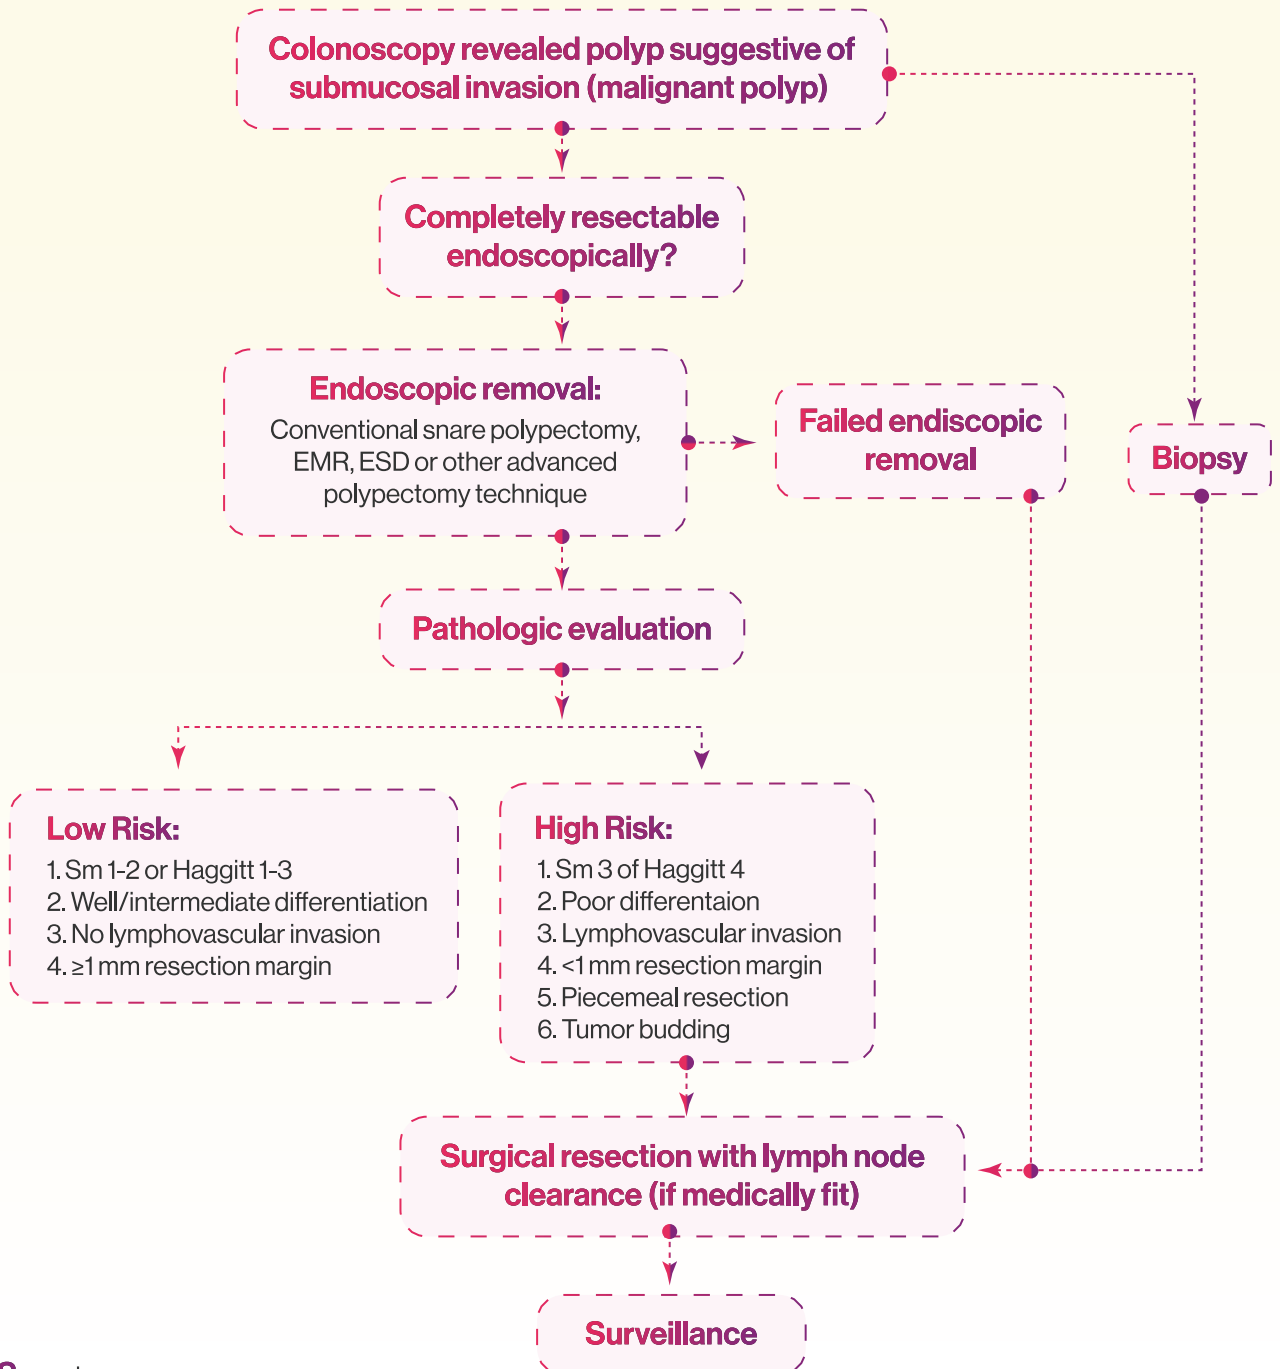 Colonoscopy revealed polyp suggestive of
submucosal invasion (malignant polyp)
Completely resectable
endoscopically?
Endoscopic removal:
Conventional snare polypectomy,
EMR, ESD or other advanced
polypectomy technique
Failed endiscopic
removal
Biopsy
Pathologic evaluation
Low Risk:
1. Sm 1-2 or Haggitt 1-3
2. Well/intermediate differentiation
3. No lymphovascular invasion
4. ≥1 mm resection margin
High Risk:
1. Sm 3 of Haggitt 4
2. Poor differentaion
3. Lymphovascular invasion
4. <1 mm resection margin
5. Piecemeal resection
6. Tumor budding
Surgical resection with lymph node
clearance (if medically fit)
Surveillance